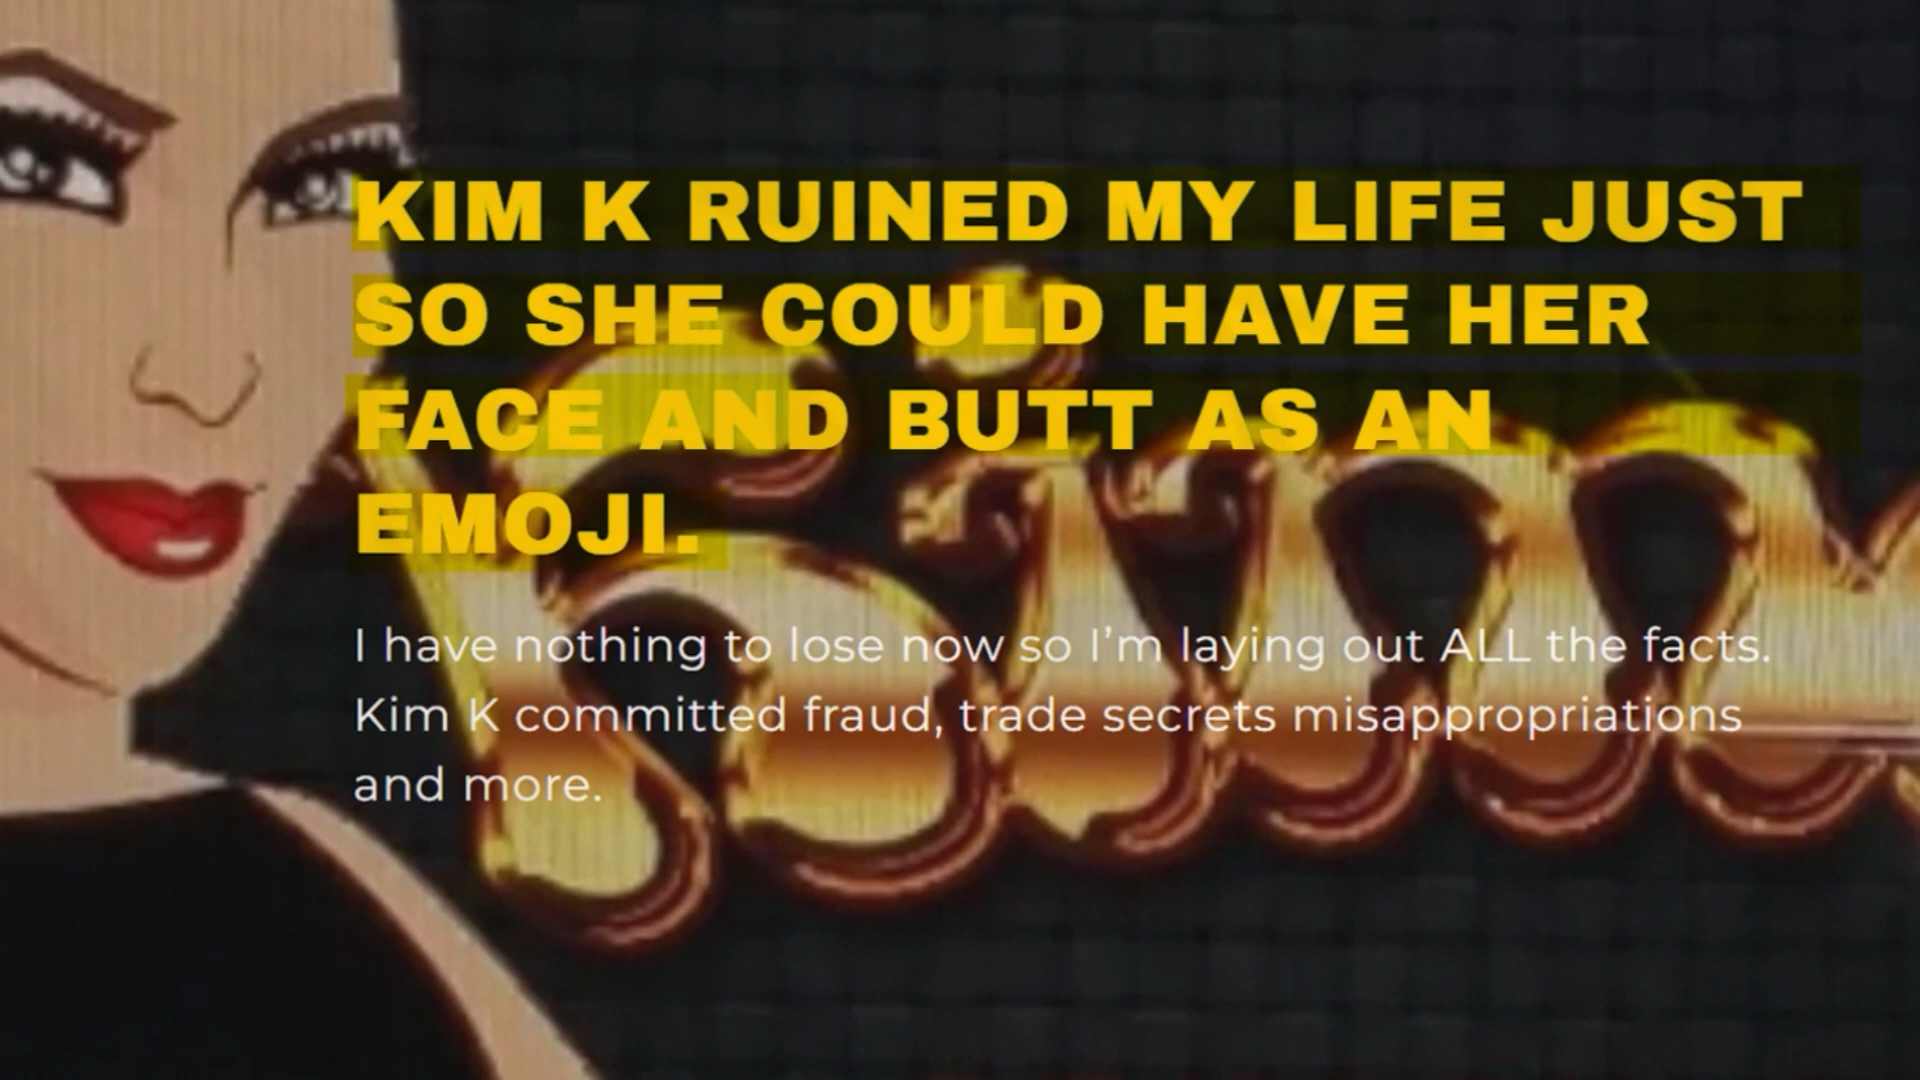 KIM K RUINED MY LIFE JUST
SO SHE COULD HAVE HER
FACE AND BUTT AS AN
EMOJI.
I have nothing to lose now so I’m laying out ALL the facts.
Kim K committed fraud, trade secrets misappropriations
and more.